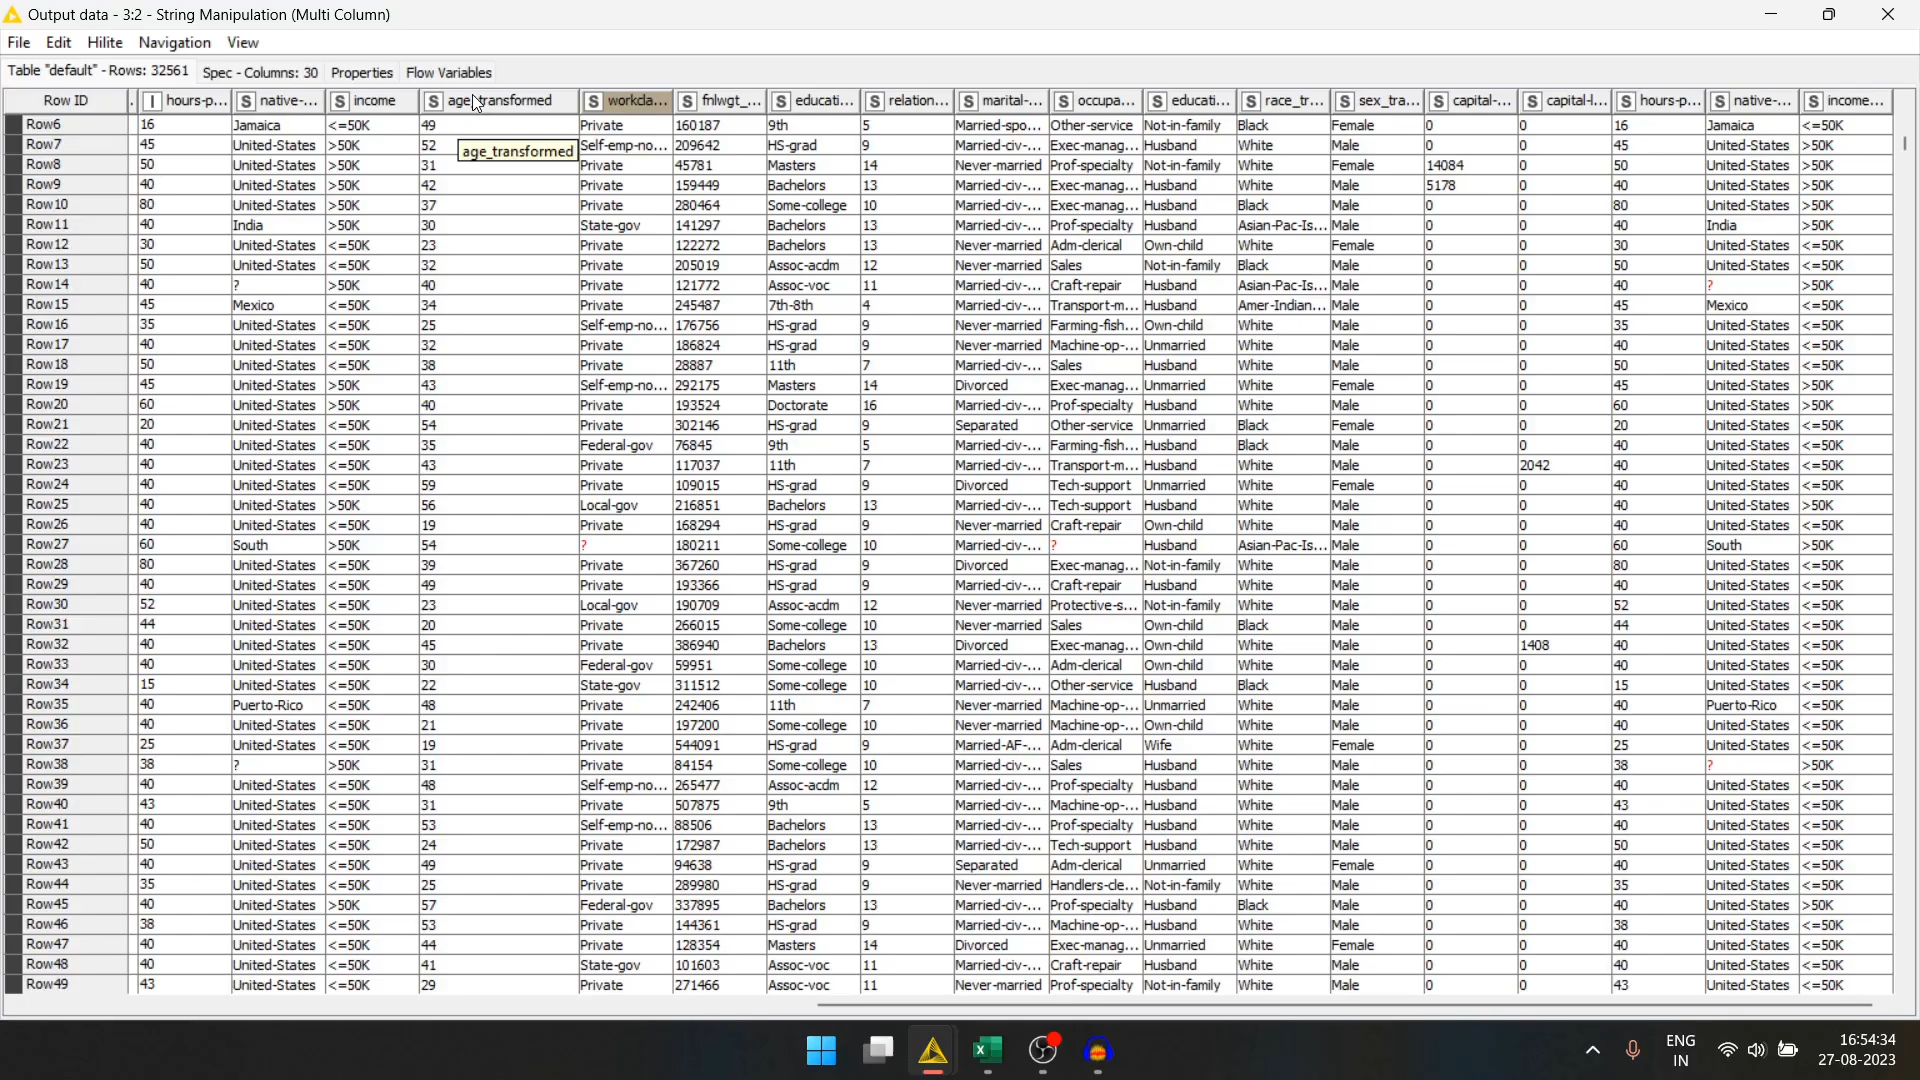 Output data - 3:2 - String Manipulation (Multi Column)
File Edit Hilite Navigation View
Table "default" - Rows: 32561 Spec - Columns: 30 Properties Flow Variables
Row ID . I hours-p... S native-... S income S age_transformed S workcla... S fnlwgt_... S educati... S relation... S marital-... S occupa... S educati... S race_tr... S sex_tra... S capital-... S capital-l... S hours-p... S native-... S income...
Row6 16 Jamaica <=50K 49 Private 160187 9th 5 Married-spo... Other-service Not-in-family Black Female 0 0 16 Jamaica <=50K
Row7 45 United-States >50K 52 Self-emp-no... 209642 HS-grad 9 Married-civ-... Exec-manag... Husband White Male 0 0 45 United-States >50K
age_transformed
Row8 50 United-States >50K 31 Private 45781 Masters 14 Never-married Prof-specialty Not-in-family White Female 14084 0 50 United-States >50K
Row9 40 United-States >50K 42 Private 159449 Bachelors 13 Married-civ-... Exec-manag... Husband White Male 5178 0 40 United-States >50K
Row10 80 United-States >50K 37 Private 280464 Some-college 10 Married-civ-... Exec-manag... Husband Black Male 0 0 80 United-States >50K
Row11 40 India >50K 30 State-gov 141297 Bachelors 13 Married-civ-... Prof-specialty Husband Asian-Pac-Is... Male 0 0 40 India >50K
Row12 30 United-States <=50K 23 Private 122272 Bachelors 13 Never-married Adm-clerical Own-child White Female 0 0 30 United-States <=50K
Row13 50 United-States <=50K 32 Private 205019 Assoc-acdm 12 Never-married Sales Not-in-family Black Male 0 0 50 United-States <=50K
Row14 40 ? >50K 40 Private 121772 Assoc-voc 11 Married-civ-... Craft-repair Husband Asian-Pac-Is... Male 0 0 40 ? >50K
Row15 45 Mexico <=50K 34 Private 245487 7th-8th 4 Married-civ-... Transport-m... Husband Amer-Indian... Male 0 0 45 Mexico <=50K
Row16 35 United-States <=50K 25 Self-emp-no... 176756 HS-grad 9 Never-married Farming-fish... Own-child White Male 0 0 35 United-States <=50K
Row17 40 United-States <=50K 32 Private 186824 HS-grad 9 Never-married Machine-op-... Unmarried White Male 0 0 40 United-States <=50K
Row18 50 United-States <=50K 38 Private 28887 11th 7 Married-civ-... Sales Husband White Male 0 0 50 United-States <=50K
Row19 45 United-States >50K 43 Self-emp-no... 292175 Masters 14 Divorced Exec-manag... Unmarried White Female 0 0 45 United-States >50K
Row20 60 United-States >50K 40 Private 193524 Doctorate 16 Married-civ-... Prof-specialty Husband White Male 0 0 60 United-States >50K
Row21 20 United-States <=50K 54 Private 302146 HS-grad 9 Separated Other-service Unmarried Black Female 0 0 20 United-States <=50K
Row22 40 United-States <=50K 35 Federal-gov 76845 9th 5 Married-civ-... Farming-fish... Husband Black Male 0 0 40 United-States <=50K
Row23 40 United-States <=50K 43 Private 117037 11th 7 Married-civ-... Transport-m... Husband White Male 0 2042 40 United-States <=50K
Row24 40 United-States <=50K 59 Private 109015 HS-grad 9 Divorced Tech-support Unmarried White Female 0 0 40 United-States <=50K
Row25 40 United-States >50K 56 Local-gov 216851 Bachelors 13 Married-civ-... Tech-support Husband White Male 0 0 40 United-States >50K
Row26 40 United-States <=50K 19 Private 168294 HS-grad 9 Never-married Craft-repair Own-child White Male 0 0 40 United-States <=50K
Row27 60 South >50K 54 ? 180211 Some-college 10 Married-civ-... ? Husband Asian-Pac-Is... Male 0 0 60 South >50K
Row28 80 United-States <=50K 39 Private 367260 HS-grad 9 Divorced Exec-manag... Not-in-family White Male 0 0 80 United-States <=50K
Row29 40 United-States <=50K 49 Private 193366 HS-grad 9 Married-civ-... Craft-repair Husband White Male 0 0 40 United-States <=50K
Row30 52 United-States <=50K 23 Local-gov 190709 Assoc-acdm 12 Never-married Protective-s... Not-in-family White Male 0 0 52 United-States <=50K
Row31 44 United-States <=50K 20 Private 266015 Some-college 10 Never-married Sales Own-child Black Male 0 0 44 United-States <=50K
Row32 40 United-States <=50K 45 Private 386940 Bachelors 13 Divorced Exec-manag... Own-child White Male 0 1408 40 United-States <=50K
Row33 40 United-States <=50K 30 Federal-gov 59951 Some-college 10 Married-civ-... Adm-clerical Own-child White Male 0 0 40 United-States <=50K
Row34 15 United-States <=50K 22 State-gov 311512 Some-college 10 Married-civ-... Other-service Husband Black Male 0 0 15 United-States <=50K
Row35 40 Puerto-Rico <=50K 48 Private 242406 11th 7 Never-married Machine-op-... Unmarried White Male 0 0 40 Puerto-Rico <=50K
Row36 40 United-States <=50K 21 Private 197200 Some-college 10 Never-married Machine-op-... Own-child White Male 0 0 40 United-States <=50K
Row37 25 United-States <=50K 19 Private 544091 HS-grad 9 Married-AF-... Adm-clerical Wife White Female 0 0 25 United-States <=50K
Row38 38 ? >50K 31 Private 84154 Some-college 10 Married-civ-... Sales Husband White Male 0 0 38 ? >50K
Row39 40 United-States <=50K 48 Self-emp-no... 265477 Assoc-acdm 12 Married-civ-... Prof-specialty Husband White Male 0 0 40 United-States <=50K
Row40 43 United-States <=50K 31 Private 507875 9th 5 Married-civ-... Machine-op-... Husband White Male 0 0 43 United-States <=50K
Row41 40 United-States <=50K 53 Self-emp-no... 88506 Bachelors 13 Married-civ-... Prof-specialty Husband White Male 0 0 40 United-States <=50K
Row42 50 United-States <=50K 24 Private 172987 Bachelors 13 Married-civ-... Tech-support Husband White Male 0 0 50 United-States <=50K
Row43 40 United-States <=50K 49 Private 94638 HS-grad 9 Separated Adm-clerical Unmarried White Female 0 0 40 United-States <=50K
Row44 35 United-States <=50K 25 Private 289980 HS-grad 9 Never-married Handlers-cle... Not-in-family White Male 0 0 35 United-States <=50K
Row45 40 United-States >50K 57 Federal-gov 337895 Bachelors 13 Married-civ-... Prof-specialty Husband Black Male 0 0 40 United-States >50K
Row46 38 United-States <=50K 53 Private 144361 HS-grad 9 Married-civ-... Machine-op-... Husband White Male 0 0 38 United-States <=50K
Row47 40 United-States <=50K 44 Private 128354 Masters 14 Divorced Exec-manag... Unmarried White Female 0 0 40 United-States <=50K
Row48 40 United-States <=50K 41 State-gov 101603 Assoc-voc 11 Married-civ-... Craft-repair Husband White Male 0 0 40 United-States <=50K
Row49 43 United-States <=50K 29 Private 271466 Assoc-voc 11 Never-married Prof-specialty Not-in-family White Male 0 0 43 United-States <=50K
ENG
IN
16:54:34
27-08-2023